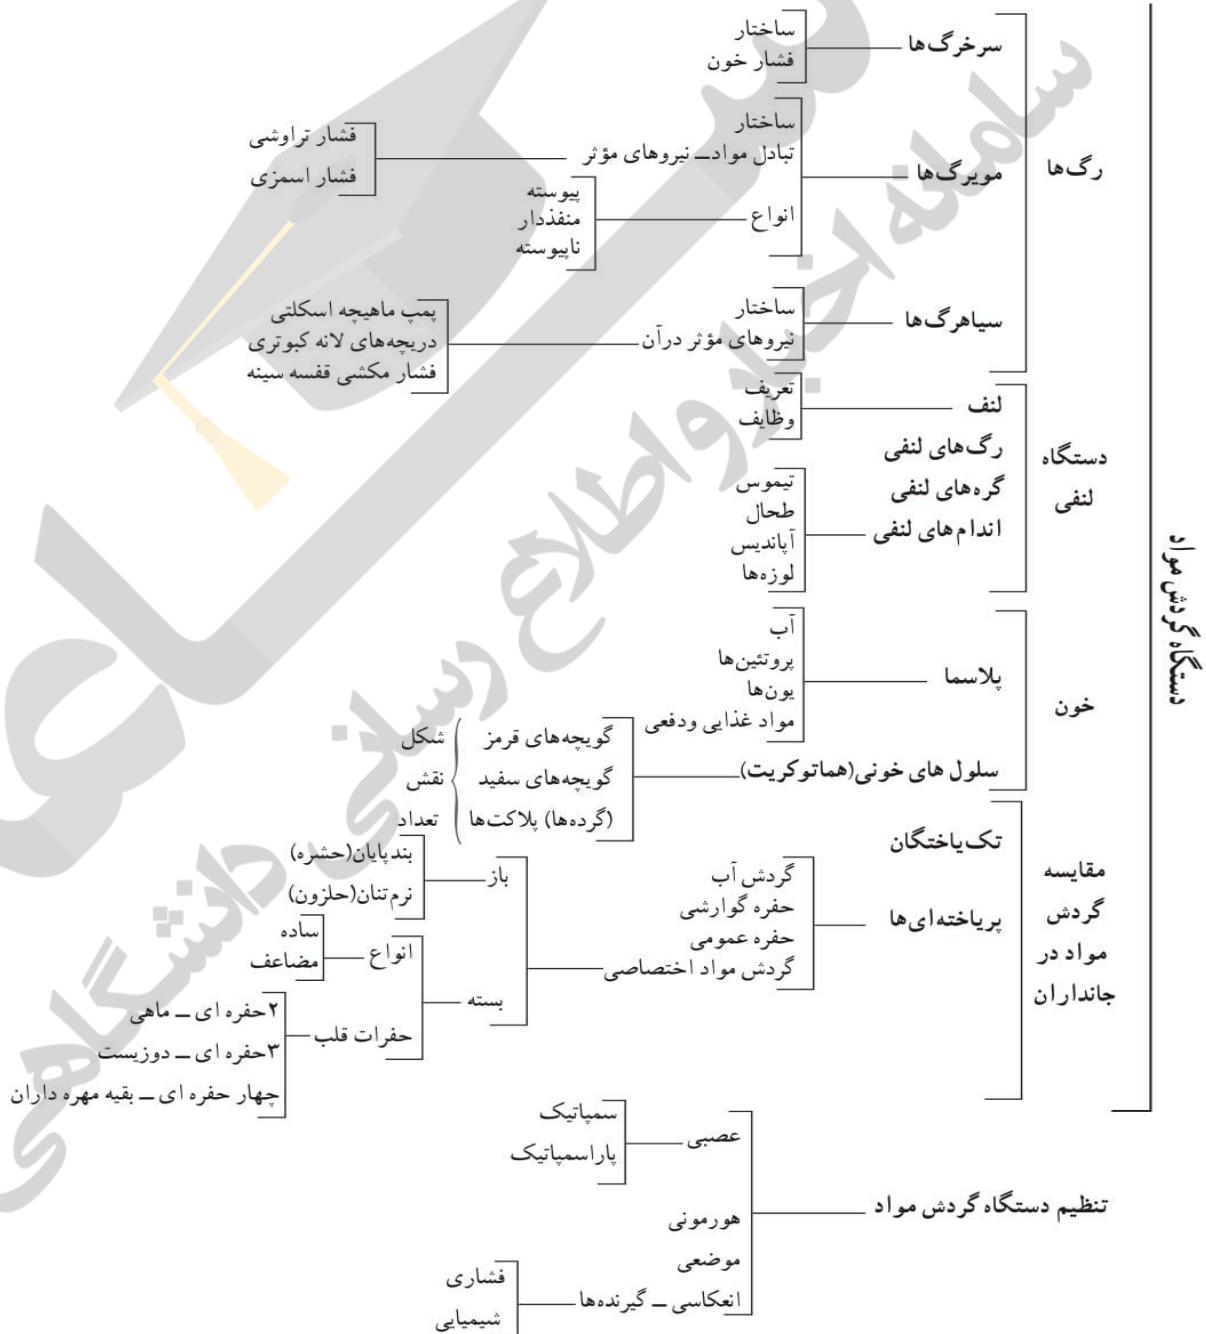 دستگاه گردش مواد
رگ‌ها
سرخرگ‌ها
ساختار
فشار خون
مویرگ‌ها
ساختار
تبادل مواد – نیروهای مؤثر
فشار تراوشی
فشار اسمزی
انواع
پیوسته
منفذدار
ناپیوسته
سیاهرگ‌ها
ساختار
نیروهای مؤثر درآن
پمپ ماهیچه اسکلتی
دریچه‌های لانه کبوتری
فشار مکشی قفسه سینه
دستگاه
لنفی
لنف
تعریف
وظایف
رگ‌های لنفی
گره‌های لنفی
اندام‌های لنفی
تیموس
طحال
آپاندیس
لوزه‌ها
خون
پلاسما
آب
پروتئین‌ها
یون‌ها
مواد غذایی ودفعی
سلول های خونی(هماتوکریت)
گویچه‌های قرمز
گویچه‌های سفید
(گرده‌ها) پلاکت‌ها
شکل
نقش
تعداد
مقایسه
گردش
مواد در
جانداران
تک‌یاختگان
پریاخته‌ای‌ها
گردش آب
حفره گوارشی
حفره عمومی
گردش مواد اختصاصی
باز
بندپایان(حشره)
نرم‌تنان(حلزون)
بسته
انواع
ساده
مضاعف
حفرات قلب
۲حفره ای – ماهی
۳حفره ای – دوزیست
چهار حفره ای – بقیه مهره داران
تنظیم دستگاه گردش مواد
عصبی
سمپاتیک
پاراسمپاتیک
هورمونی
موضعی
انعکاسی – گیرنده‌ها
فشاری
شیمیایی
سامانه اخبار و اطلاع رسانی دانشگاهی